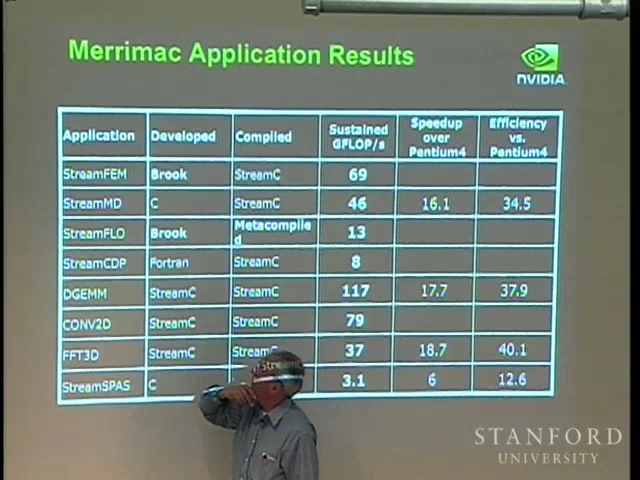 Merrimac Application Results
NVIDIA
Application Developed Compiled Sustained GFLOP/s Speedup over Pentium4 Efficiency vs. Pentium4
StreamFEM Brook StreamC 69
StreamMD C StreamC 46 16.1 34.5
StreamFLO Brook Metacompiled 13
StreamCDP Fortran StreamC 8
DGEMM StreamC StreamC 117 17.7 37.9
CONV2D StreamC StreamC 79
FFT3D StreamC StreamC 37 18.7 40.1
StreamSPAS C StreamC 3.1 6 12.6
STANFORD
UNIVERSITY